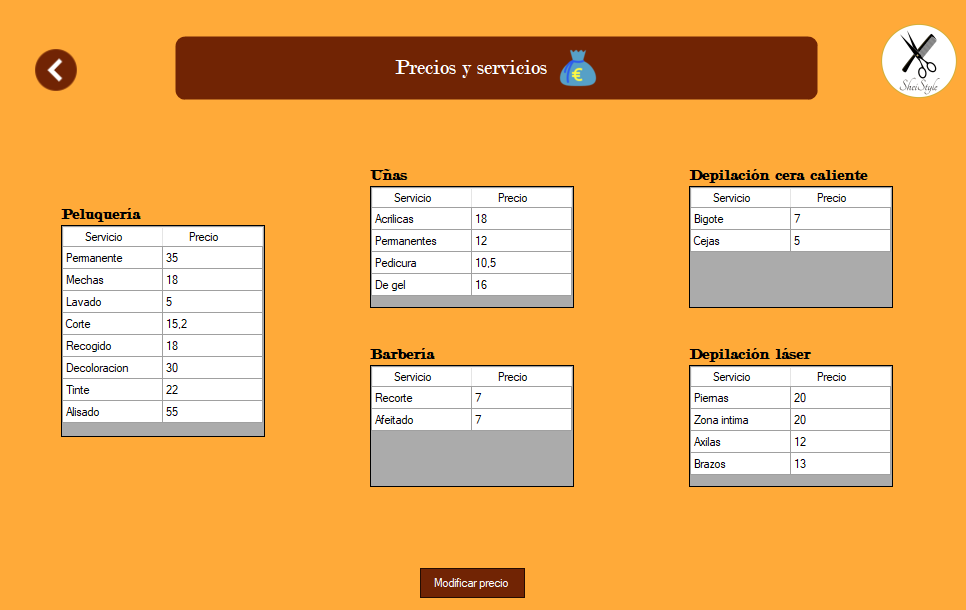 Precios y servicios
SheiStyle
Peluquería
Servicio Precio
Permanente 35
Mechas 18
Lavado 5
Corte 15,2
Recogido 18
Decoloracion 30
Tinte 22
Alisado 55
Uñas
Servicio Precio
Acrilicas 18
Permanentes 12
Pedicura 10,5
De gel 16
Barbería
Servicio Precio
Recorte 7
Afeitado 7
Depilación cera caliente
Servicio Precio
Bigote 7
Cejas 5
Depilación láser
Servicio Precio
Piernas 20
Zona intima 20
Axilas 12
Brazos 13
Modificar precio